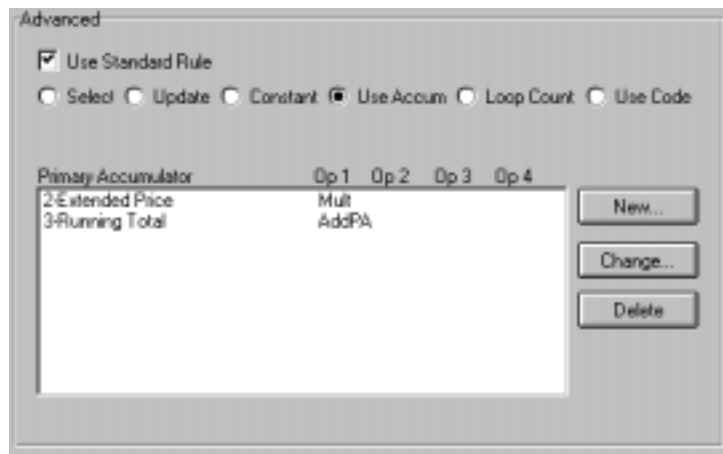 Advanced
Use Standard Rule
Select Update Constant Use Accum Loop Count Use Code
Primary Accumulator Op 1 Op 2 Op 3 Op 4
2-Extended Price Mult
3-Running Total AddPA
New...
Change...
Delete